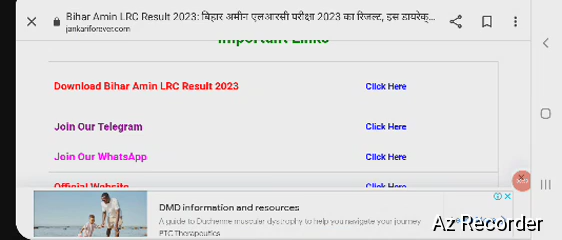 Bihar Amin LRC Result 2023: बिहार अमीन एलआरसी परीक्षा 2023 का रिजल्ट, इस डायरेक्...
jankariforever.com
Important Links
Download Bihar Amin LRC Result 2023 Click Here
Join Our Telegram Click Here
Join Our WhatsApp Click Here
Official Website Click Here
DMD information and resources
A guide to Duchenne muscular dystrophy to help you navigate your journey
PTC Therapeutics
Az Recorder